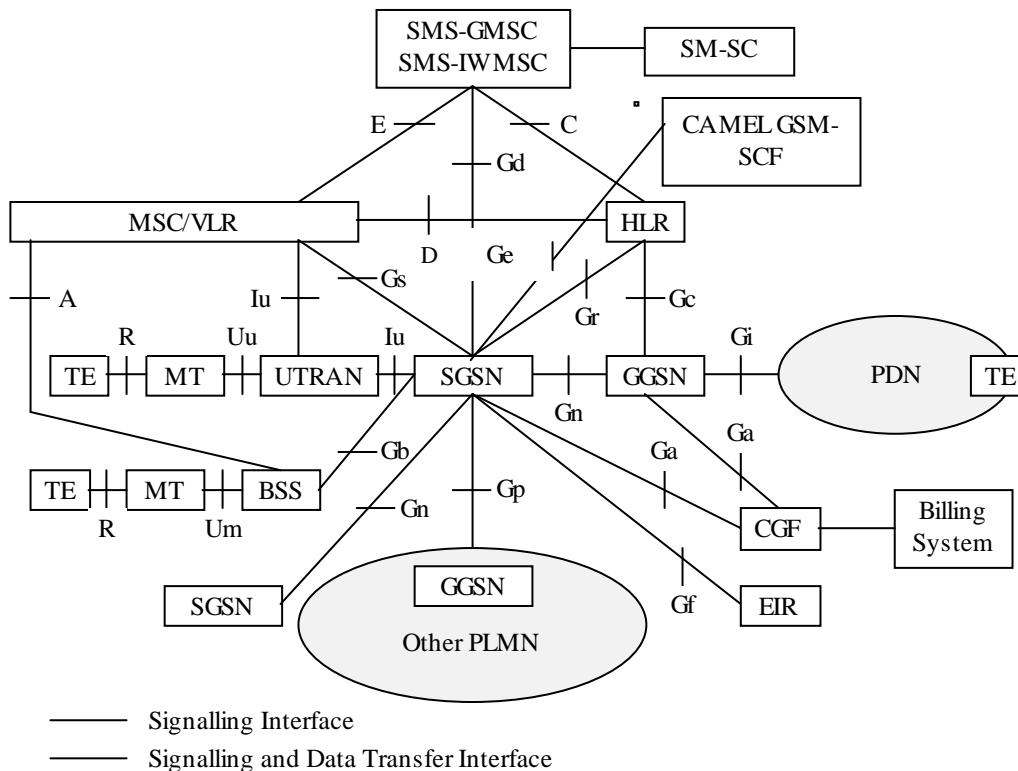 SMS-GMSC
SMS-IWMSC
SM-SC
E
C
CAMEL GSM-
SCF
Gd
MSC/VLR
HLR
D
Ge
Gs
A
Iu
Gr
Gc
R
Uu
Iu
Gi
TE
MT
UTRAN
SGSN
GGSN
PDN
TE
Gn
Ga
Gb
Ga
TE
MT
BSS
Gp
Gn
R
Um
CGF
Billing
System
SGSN
GGSN
Gf
EIR
Other PLMN
Signalling Interface
Signalling and Data Transfer Interface